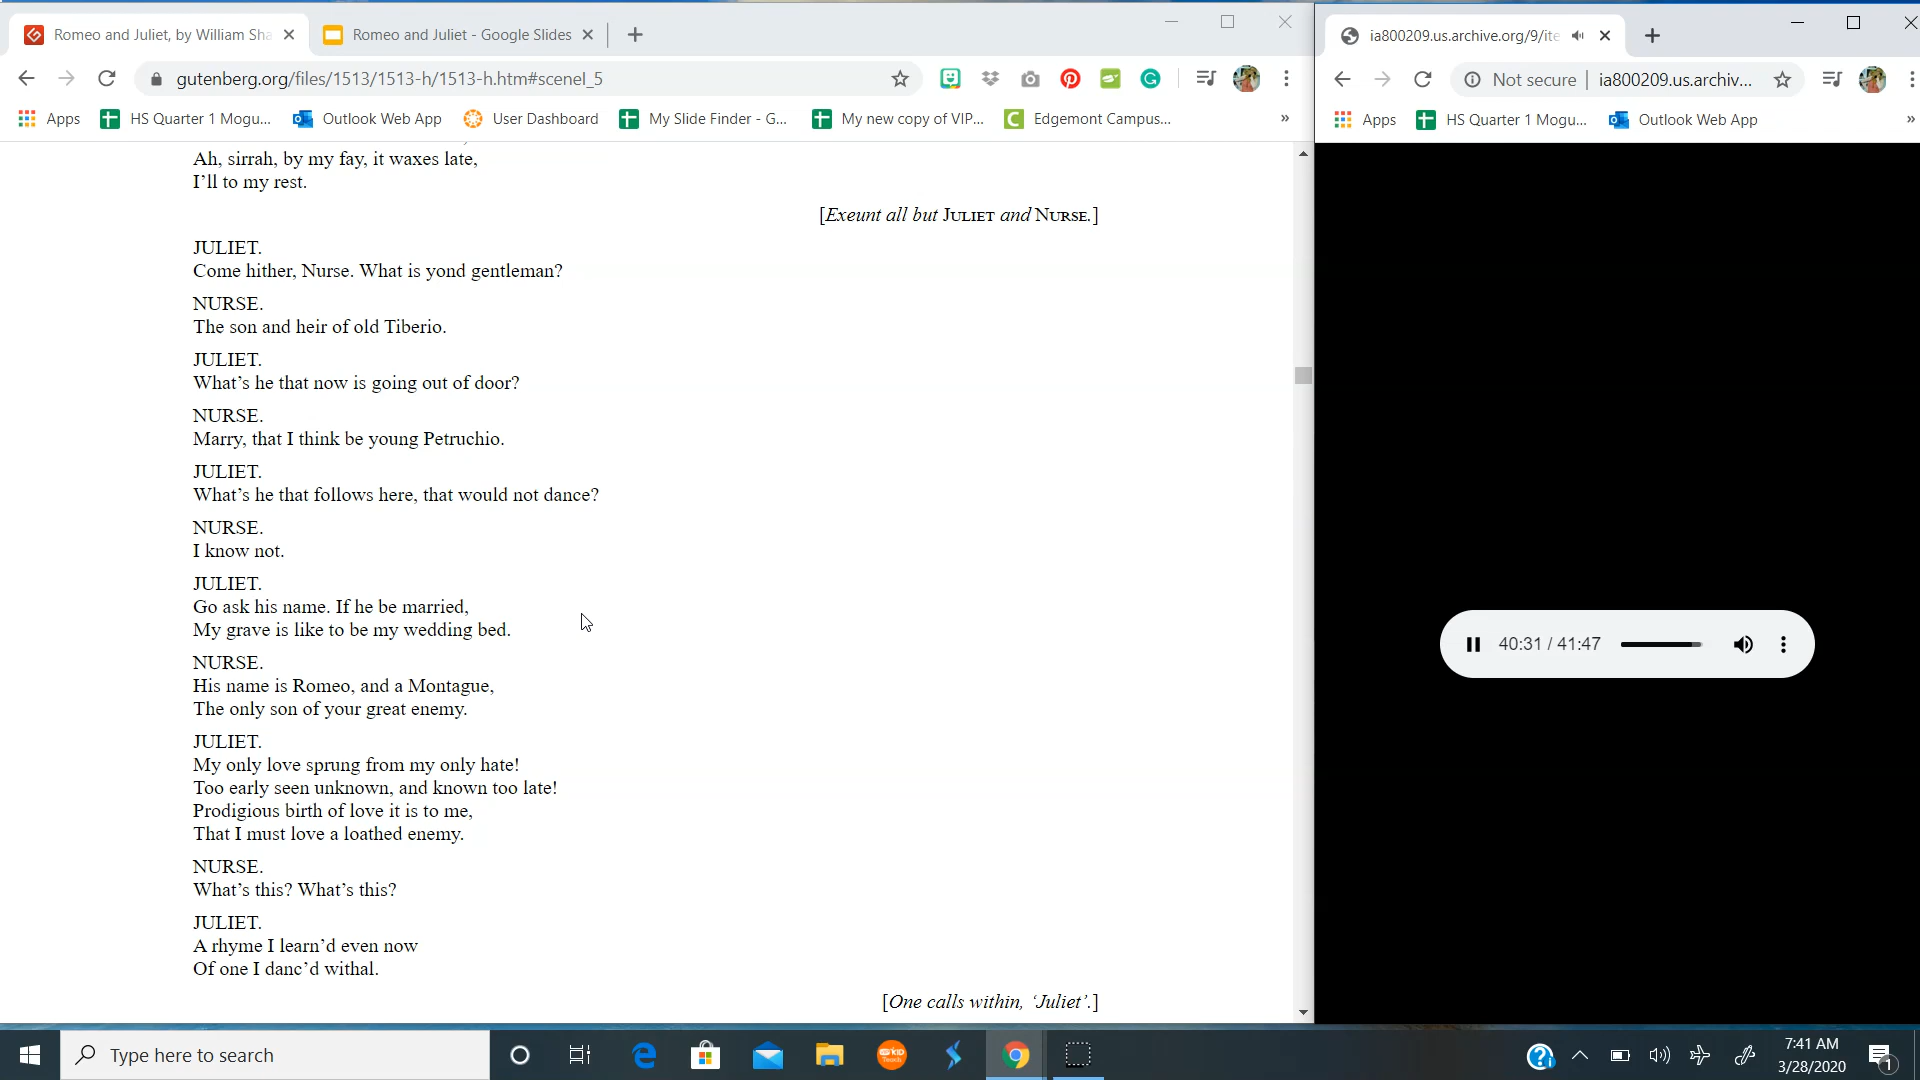 Romeo and Juliet, by William Sha
Romeo and Juliet - Google Slides
gutenberg.org/files/1513/1513-h/1513-h.htm#sceneI_5
Apps
HS Quarter 1 Mogu...
Outlook Web App
User Dashboard
My Slide Finder - G...
My new copy of VIP...
Edgemont Campus...
»
Ah, sirrah, by my fay, it waxes late,
I’ll to my rest.
[Exeunt all but JULIET and NURSE.]
JULIET.
Come hither, Nurse. What is yond gentleman?
NURSE.
The son and heir of old Tiberio.
JULIET.
What’s he that now is going out of door?
NURSE.
Marry, that I think be young Petruchio.
JULIET.
What’s he that follows here, that would not dance?
NURSE.
I know not.
JULIET.
Go ask his name. If he be married,
My grave is like to be my wedding bed.
NURSE.
His name is Romeo, and a Montague,
The only son of your great enemy.
JULIET.
My only love sprung from my only hate!
Too early seen unknown, and known too late!
Prodigious birth of love it is to me,
That I must love a loathed enemy.
NURSE.
What’s this? What’s this?
JULIET.
A rhyme I learn’d even now
Of one I danc’d withal.
[One calls within, ‘Juliet’.]
ia800209.us.archive.org/9/ite
Not secure
ia800209.us.archiv...
Apps
HS Quarter 1 Mogu...
Outlook Web App
»
40:31 / 41:47
Type here to search
7:41 AM
3/28/2020
1